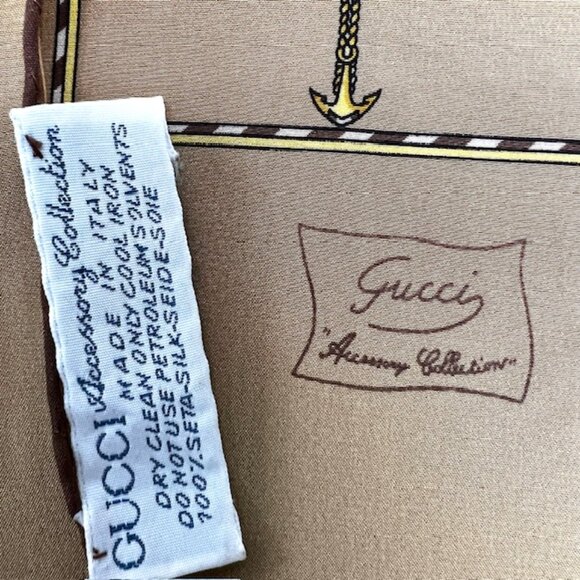 GUCCI Accessory Collection
MADE IN ITALY
DRY CLEAN ONLY COOL IRON
DO NOT USE PETROLEUM SOLVENTS
100% SETA-SILK-SEIDE-SOIE
Gucci
"Accessory Collection"